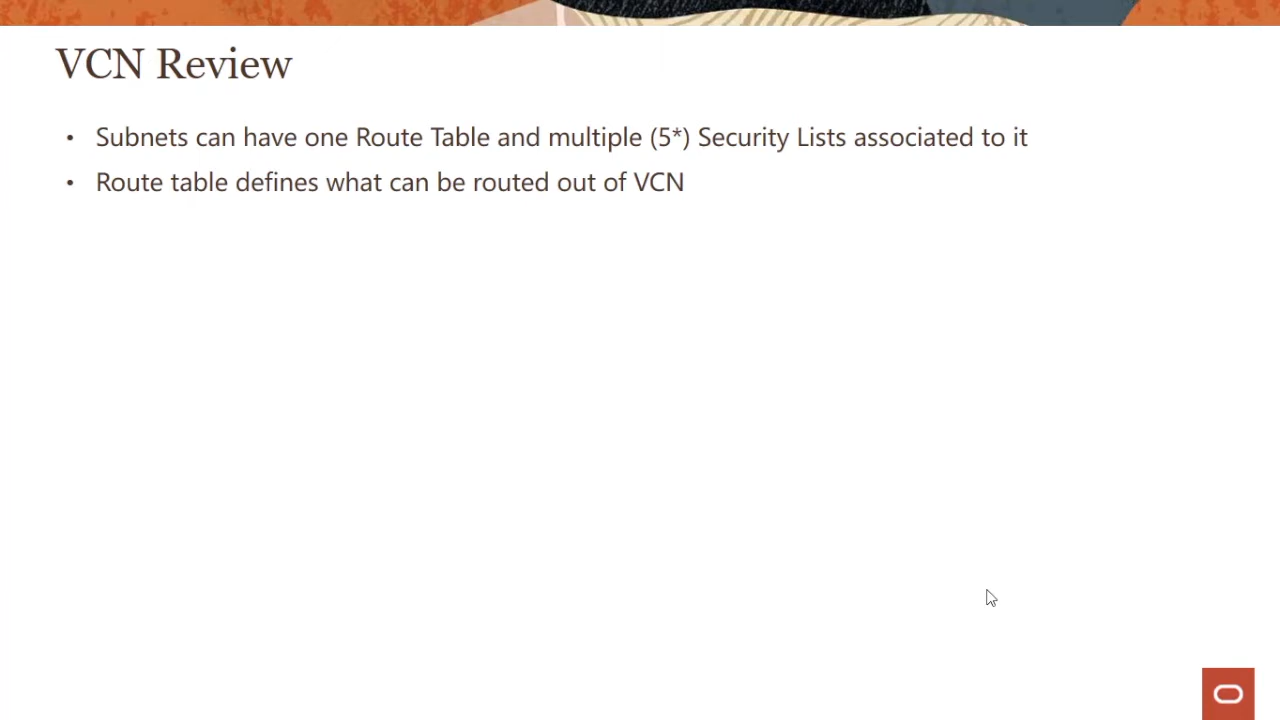 VCN Review
• Subnets can have one Route Table and multiple (5*) Security Lists associated to it
• Route table defines what can be routed out of VCN